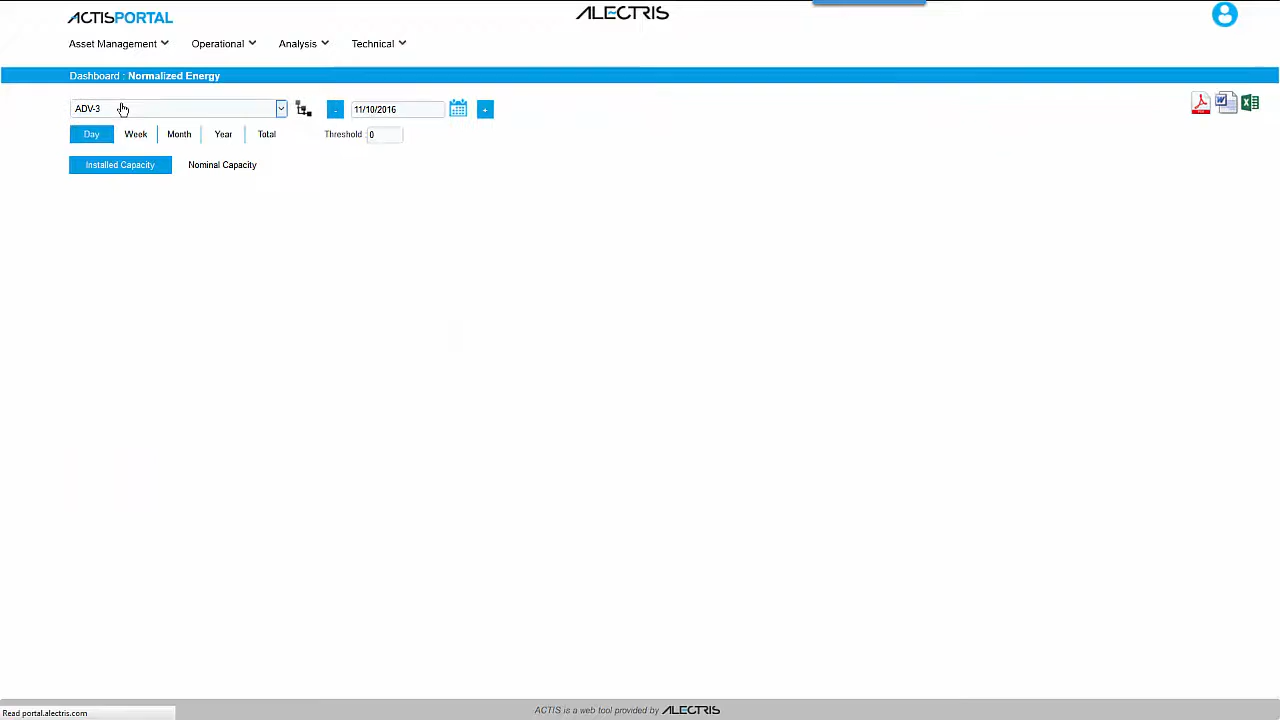 ACTISPORTAL
ALECTRIS
Asset Management Operational Analysis Technical
Dashboard : Normalized Energy
ADV-3 - 11/10/2016 +
Day Week Month Year Total Threshold 0
Installed Capacity Nominal Capacity
ACTIS is a web tool provided by ALECTRIS
Read portal.alectris.com